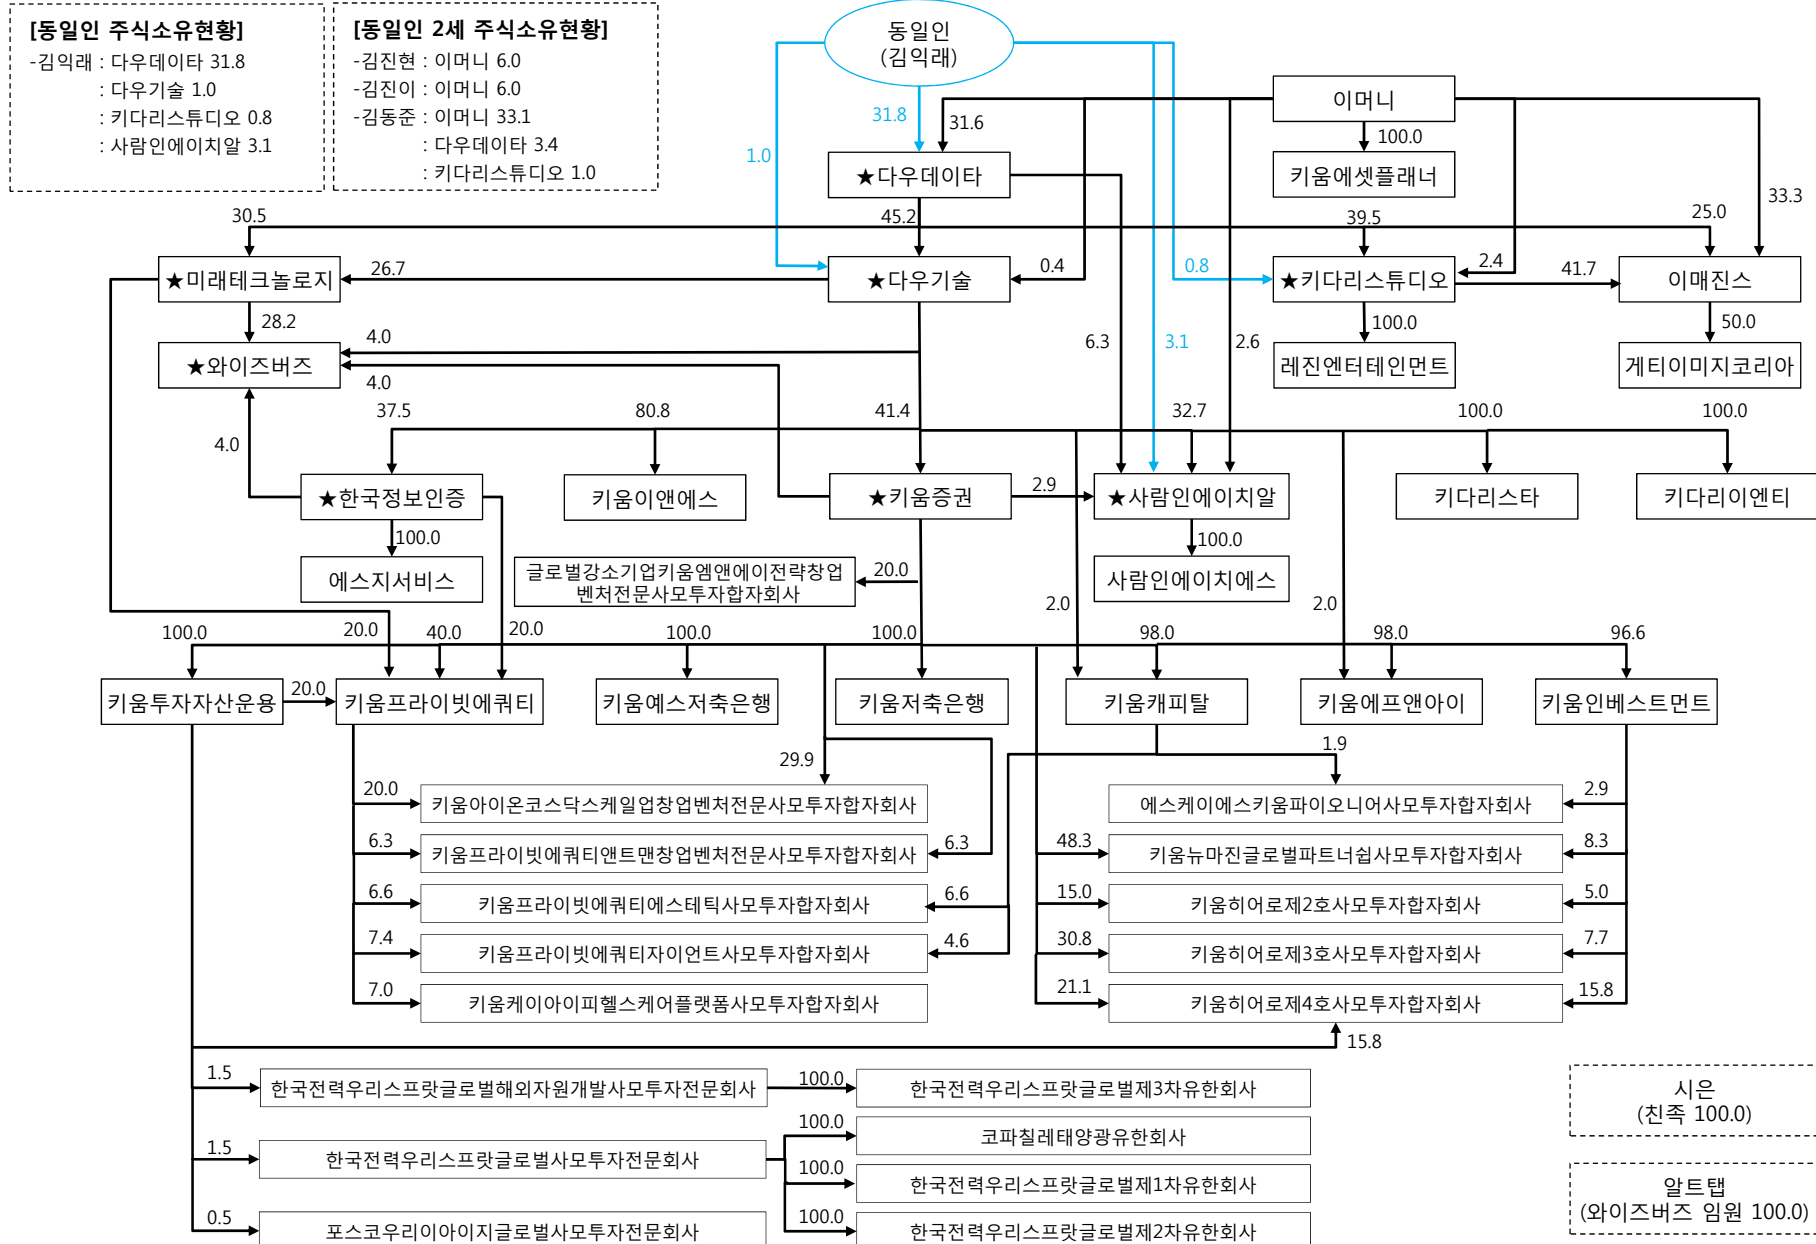 [동일인 주식소유현황]
-김익래 : 다우데이타 31.8
: 다우기술 1.0
: 키다리스튜디오 0.8
: 사람인에이치알 3.1
[동일인 2세 주식소유현황]
-김진현 : 이머니 6.0
-김진이 : 이머니 6.0
-김동준 : 이머니 33.1
: 다우데이타 3.4
: 키다리스튜디오 1.0
동일인
(김익래)
이머니
31.8
31.6
100.0
1.0
★다우데이타
키움에셋플래너
33.3
30.5
45.2
39.5
25.0
★미래테크놀로지
26.7
★다우기술
0.4
0.8
★키다리스튜디오
2.4
41.7
이매진스
28.2
4.0
6.3
3.1
2.6
100.0
50.0
★와이즈버즈
4.0
레진엔터테인먼트
게티이미지코리아
37.5
80.8
41.4
32.7
100.0
100.0
4.0
★한국정보인증
키움이앤에스
★키움증권
2.9
★사람인에이치알
키다리스타
키다리이엔티
100.0
100.0
에스지서비스
글로벌강소기업키움엠앤에이전략창업
벤처전문사모투자합자회사
20.0
사람인에이치에스
2.0
2.0
100.0
20.0
40.0
20.0
100.0
100.0
98.0
98.0
96.6
키움투자자산운용
20.0
키움프라이빗에쿼티
키움예스저축은행
키움저축은행
키움캐피탈
키움에프앤아이
키움인베스트먼트
29.9
1.9
20.0
키움아이온코스닥스케일업창업벤처전문사모투자합자회사
에스케이에스키움파이오니어사모투자합자회사
2.9
6.3
키움프라이빗에쿼티앤트맨창업벤처전문사모투자합자회사
6.3
48.3
키움뉴마진글로벌파트너쉽사모투자합자회사
8.3
6.6
키움프라이빗에쿼티에스테틱사모투자합자회사
6.6
15.0
키움히어로제2호사모투자합자회사
5.0
7.4
키움프라이빗에쿼티자이언트사모투자합자회사
4.6
30.8
키움히어로제3호사모투자합자회사
7.7
7.0
키움케이아이피헬스케어플랫폼사모투자합자회사
21.1
키움히어로제4호사모투자합자회사
15.8
15.8
1.5
한국전력우리스프랏글로벌해외자원개발사모투자전문회사
100.0
한국전력우리스프랏글로벌제3차유한회사
시은
(친족 100.0)
100.0
코파칠레태양광유한회사
1.5
한국전력우리스프랏글로벌사모투자전문회사
100.0
한국전력우리스프랏글로벌제1차유한회사
알트탭
(와이즈버즈 임원 100.0)
0.5
포스코우리이아이지글로벌사모투자전문회사
100.0
한국전력우리스프랏글로벌제2차유한회사